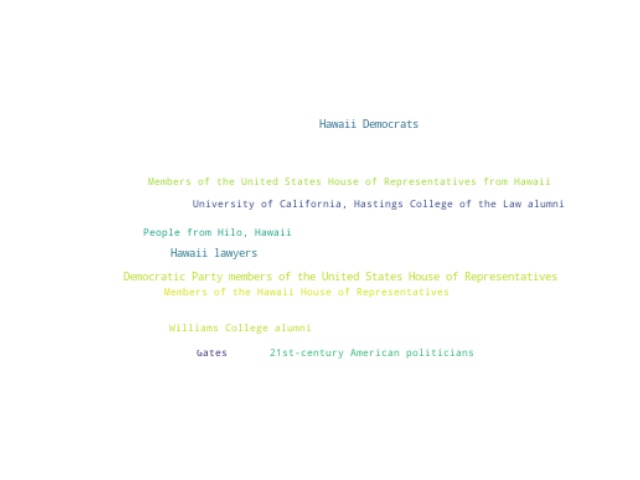 Hawaii Democrats
Members of the United States House of Representatives from Hawaii
University of California, Hastings College of the Law alumni
People from Hilo, Hawaii
Hawaii lawyers
Democratic Party members of the United States House of Representatives
Members of the Hawaii House of Representatives
Williams College alumni
Gates 21st-century American politicians